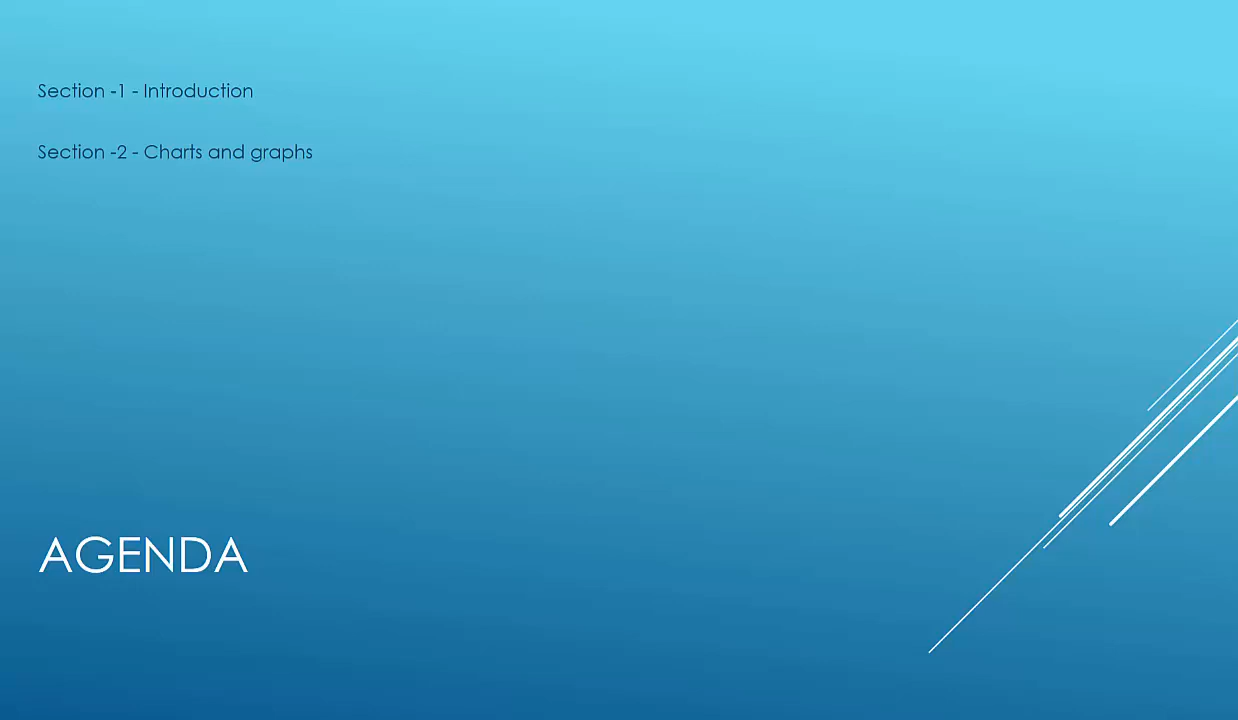 Section -1 - Introduction
Section -2 - Charts and graphs
AGENDA